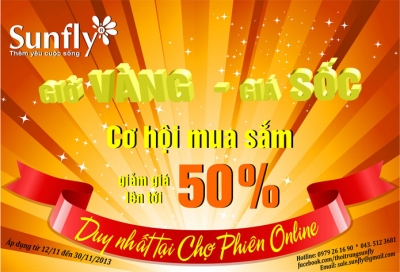 Sunfly®
Thêm yêu cuộc sống
GIỜ VÀNG - GIÁ SỐC
Cơ hội mua sắm
giảm giá
lên tới 50%
Duy nhất tại Chợ Phiên Online
Áp dụng từ 12/11 đến 30/11/2013
Hotline: 0979 26 16 90 * 043. 512 3681
facebook.com/thoitrangsunfly
Email: sale.sunfly@gmail.com